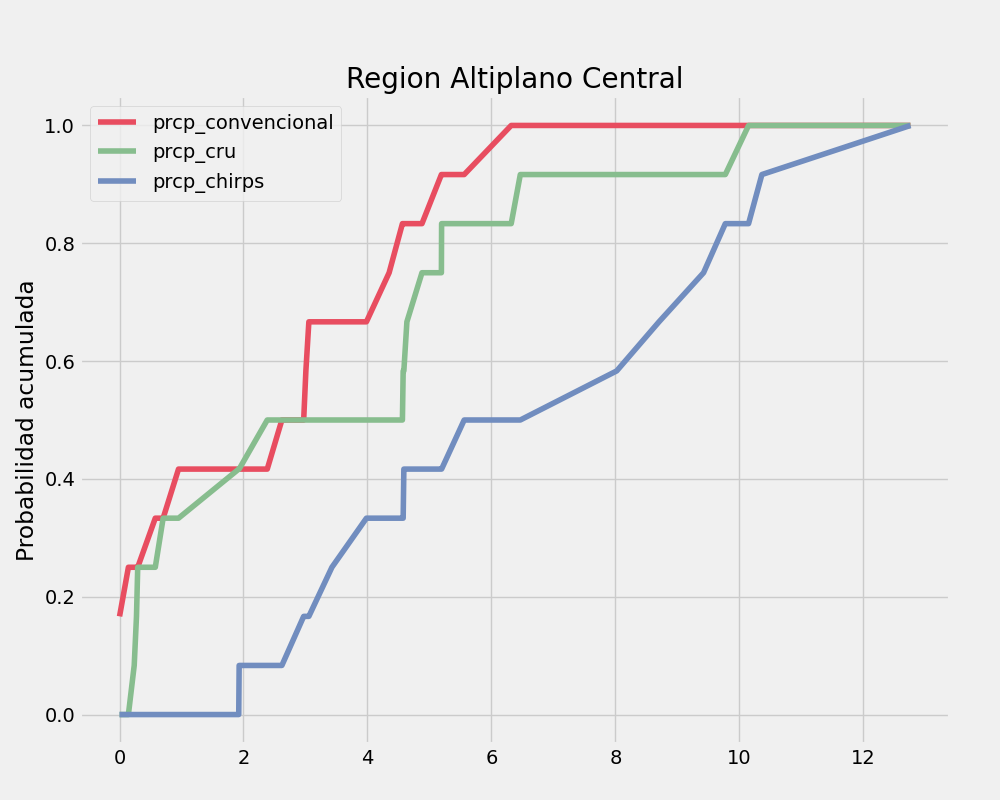 Region Altiplano Central
prcp_convencional
prcp_cru
prcp_chirps
Probabilidad acumulada
1.0
0.8
0.6
0.4
0.2
0.0
0 2 4 6 8 10 12